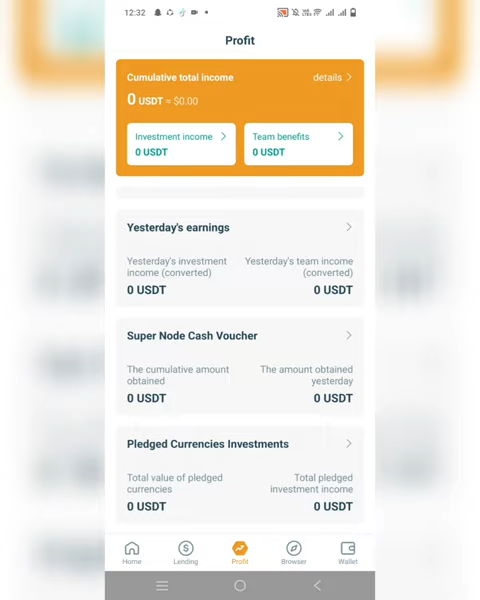 12:32
Profit
Cumulative total income
details
0 USDT ≈ $0.00
Investment income
Team benefits
0 USDT
0 USDT
Yesterday's earnings
Yesterday's investment income (converted)
Yesterday's team income (converted)
0 USDT
0 USDT
Super Node Cash Voucher
The cumulative amount obtained
The amount obtained yesterday
0 USDT
0 USDT
Pledged Currencies Investments
Total value of pledged currencies
Total pledged investment income
0 USDT
0 USDT
Home
Lending
Profit
Browser
Wallet